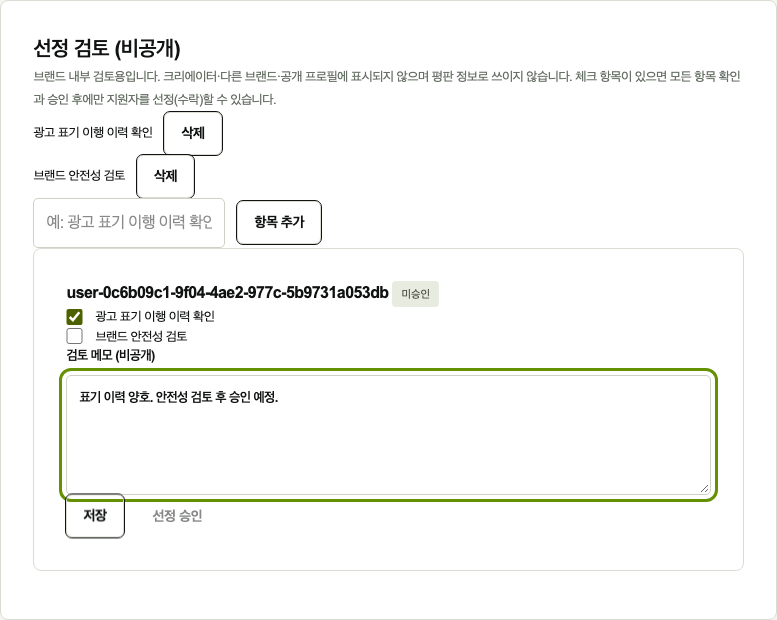 선정 검토 (비공개)
브랜드 내부 검토용입니다. 크리에이터·다른 브랜드·공개 프로필에 표시되지 않으며 평판 정보로 쓰이지 않습니다. 체크 항목이 있으면 모든 항목 확인
과 승인 후에만 지원자를 선정(수락)할 수 있습니다.
광고 표기 이행 이력 확인 삭제
브랜드 안전성 검토 삭제
예: 광고 표기 이행 이력 확인 항목 추가
user-0c6b09c1-9f04-4ae2-977c-5b9731a053db 미승인
광고 표기 이행 이력 확인
브랜드 안전성 검토
검토 메모 (비공개)
표기 이력 양호. 안전성 검토 후 승인 예정.
저장 선정 승인